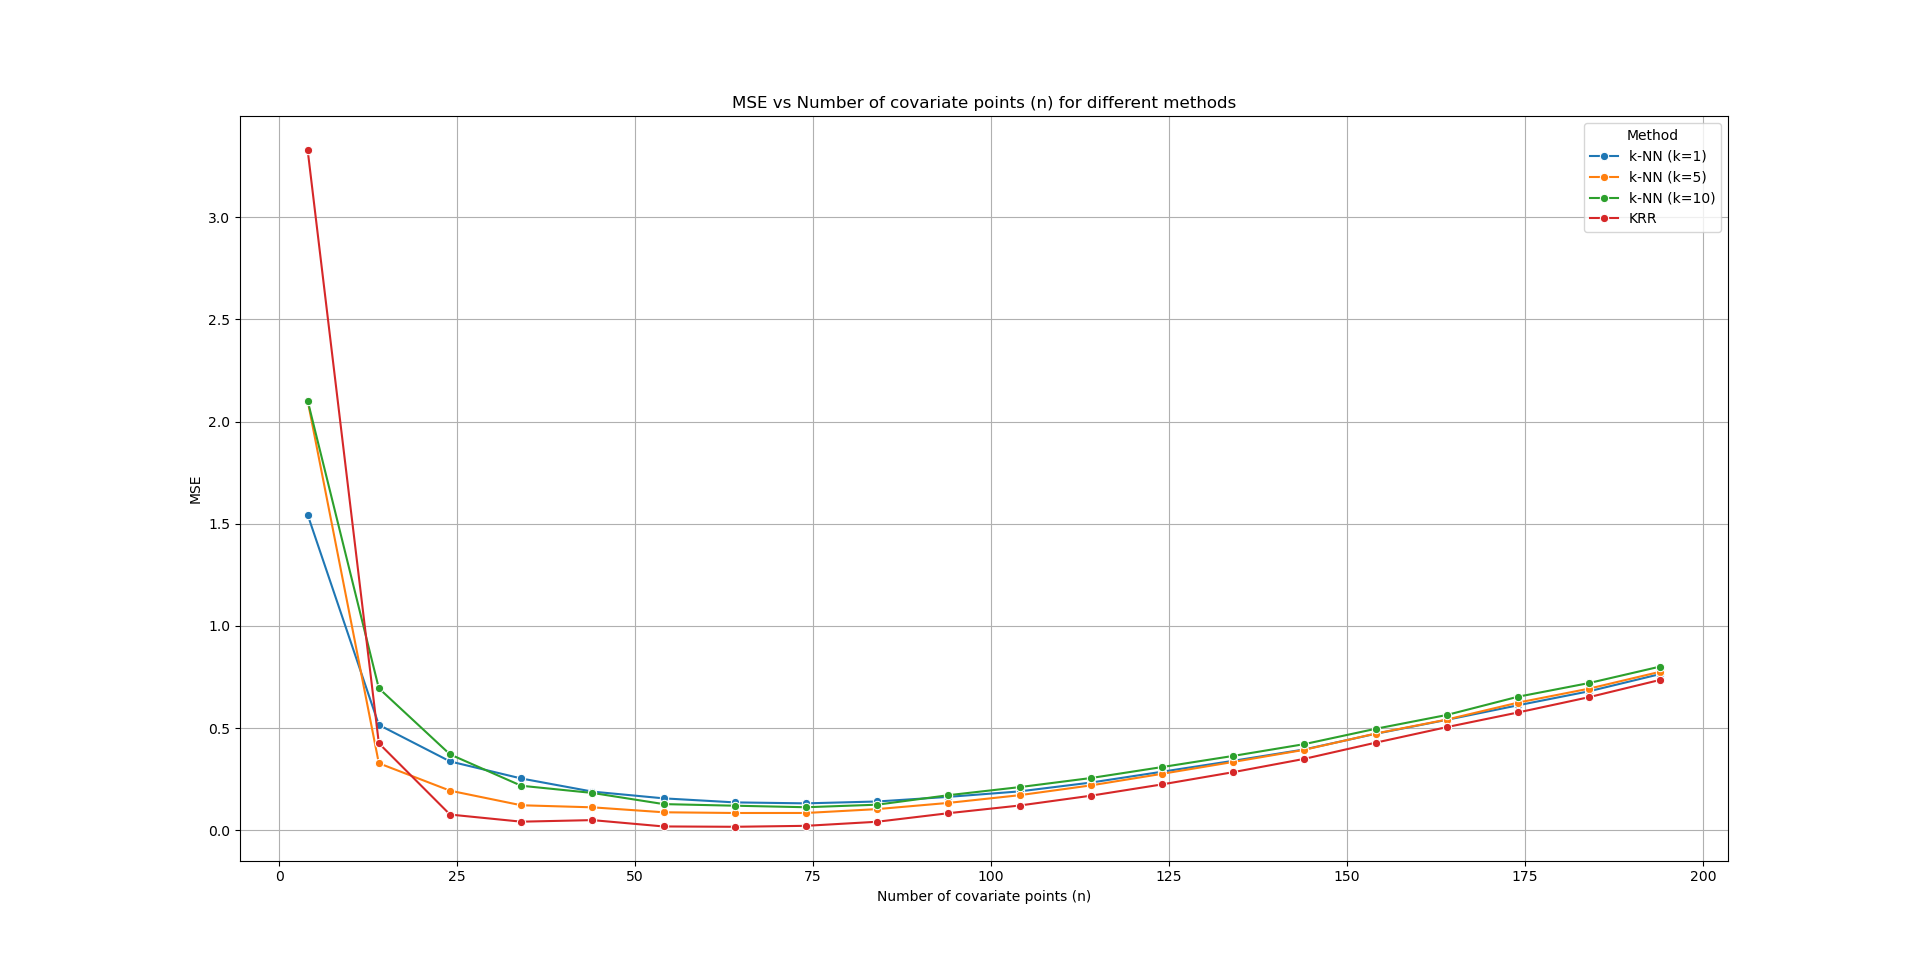 MSE vs Number of covariate points (n) for different methods
Method
k-NN (k=1)
k-NN (k=5)
k-NN (k=10)
KRR
3.0
2.5
2.0
1.5
1.0
0.5
0.0
MSE
0 25 50 75 100 125 150 175 200
Number of covariate points (n)